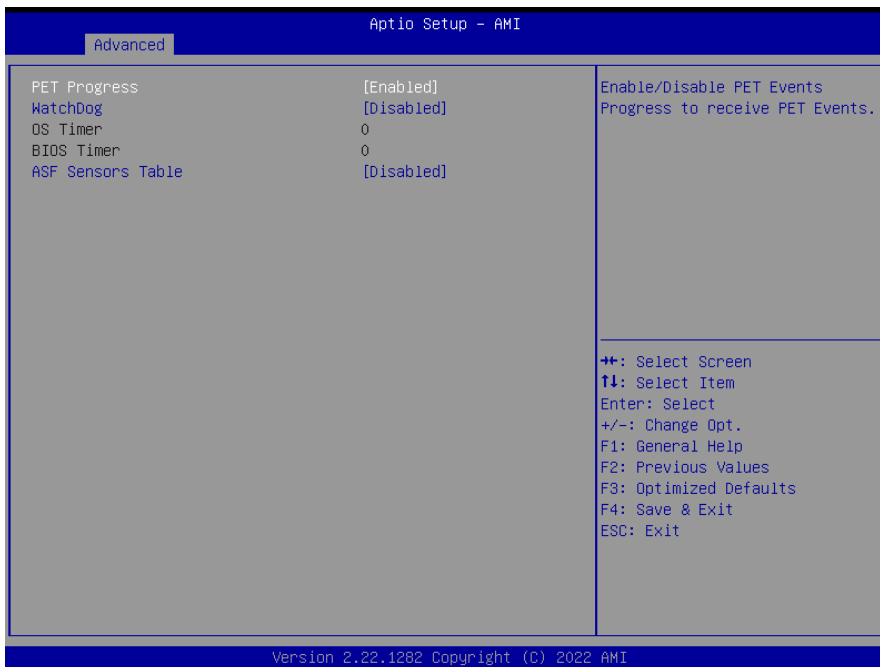 Aptio Setup – AMI
Advanced
PET Progress [Enabled]
WatchDog [Disabled]
OS Timer 0
BIOS Timer 0
ASF Sensors Table [Disabled]
Enable/Disable PET Events
Progress to receive PET Events.
→←: Select Screen
↑↓: Select Item
Enter: Select
+/-: Change Opt.
F1: General Help
F2: Previous Values
F3: Optimized Defaults
F4: Save & Exit
ESC: Exit
Version 2.22.1282 Copyright (C) 2022 AMI